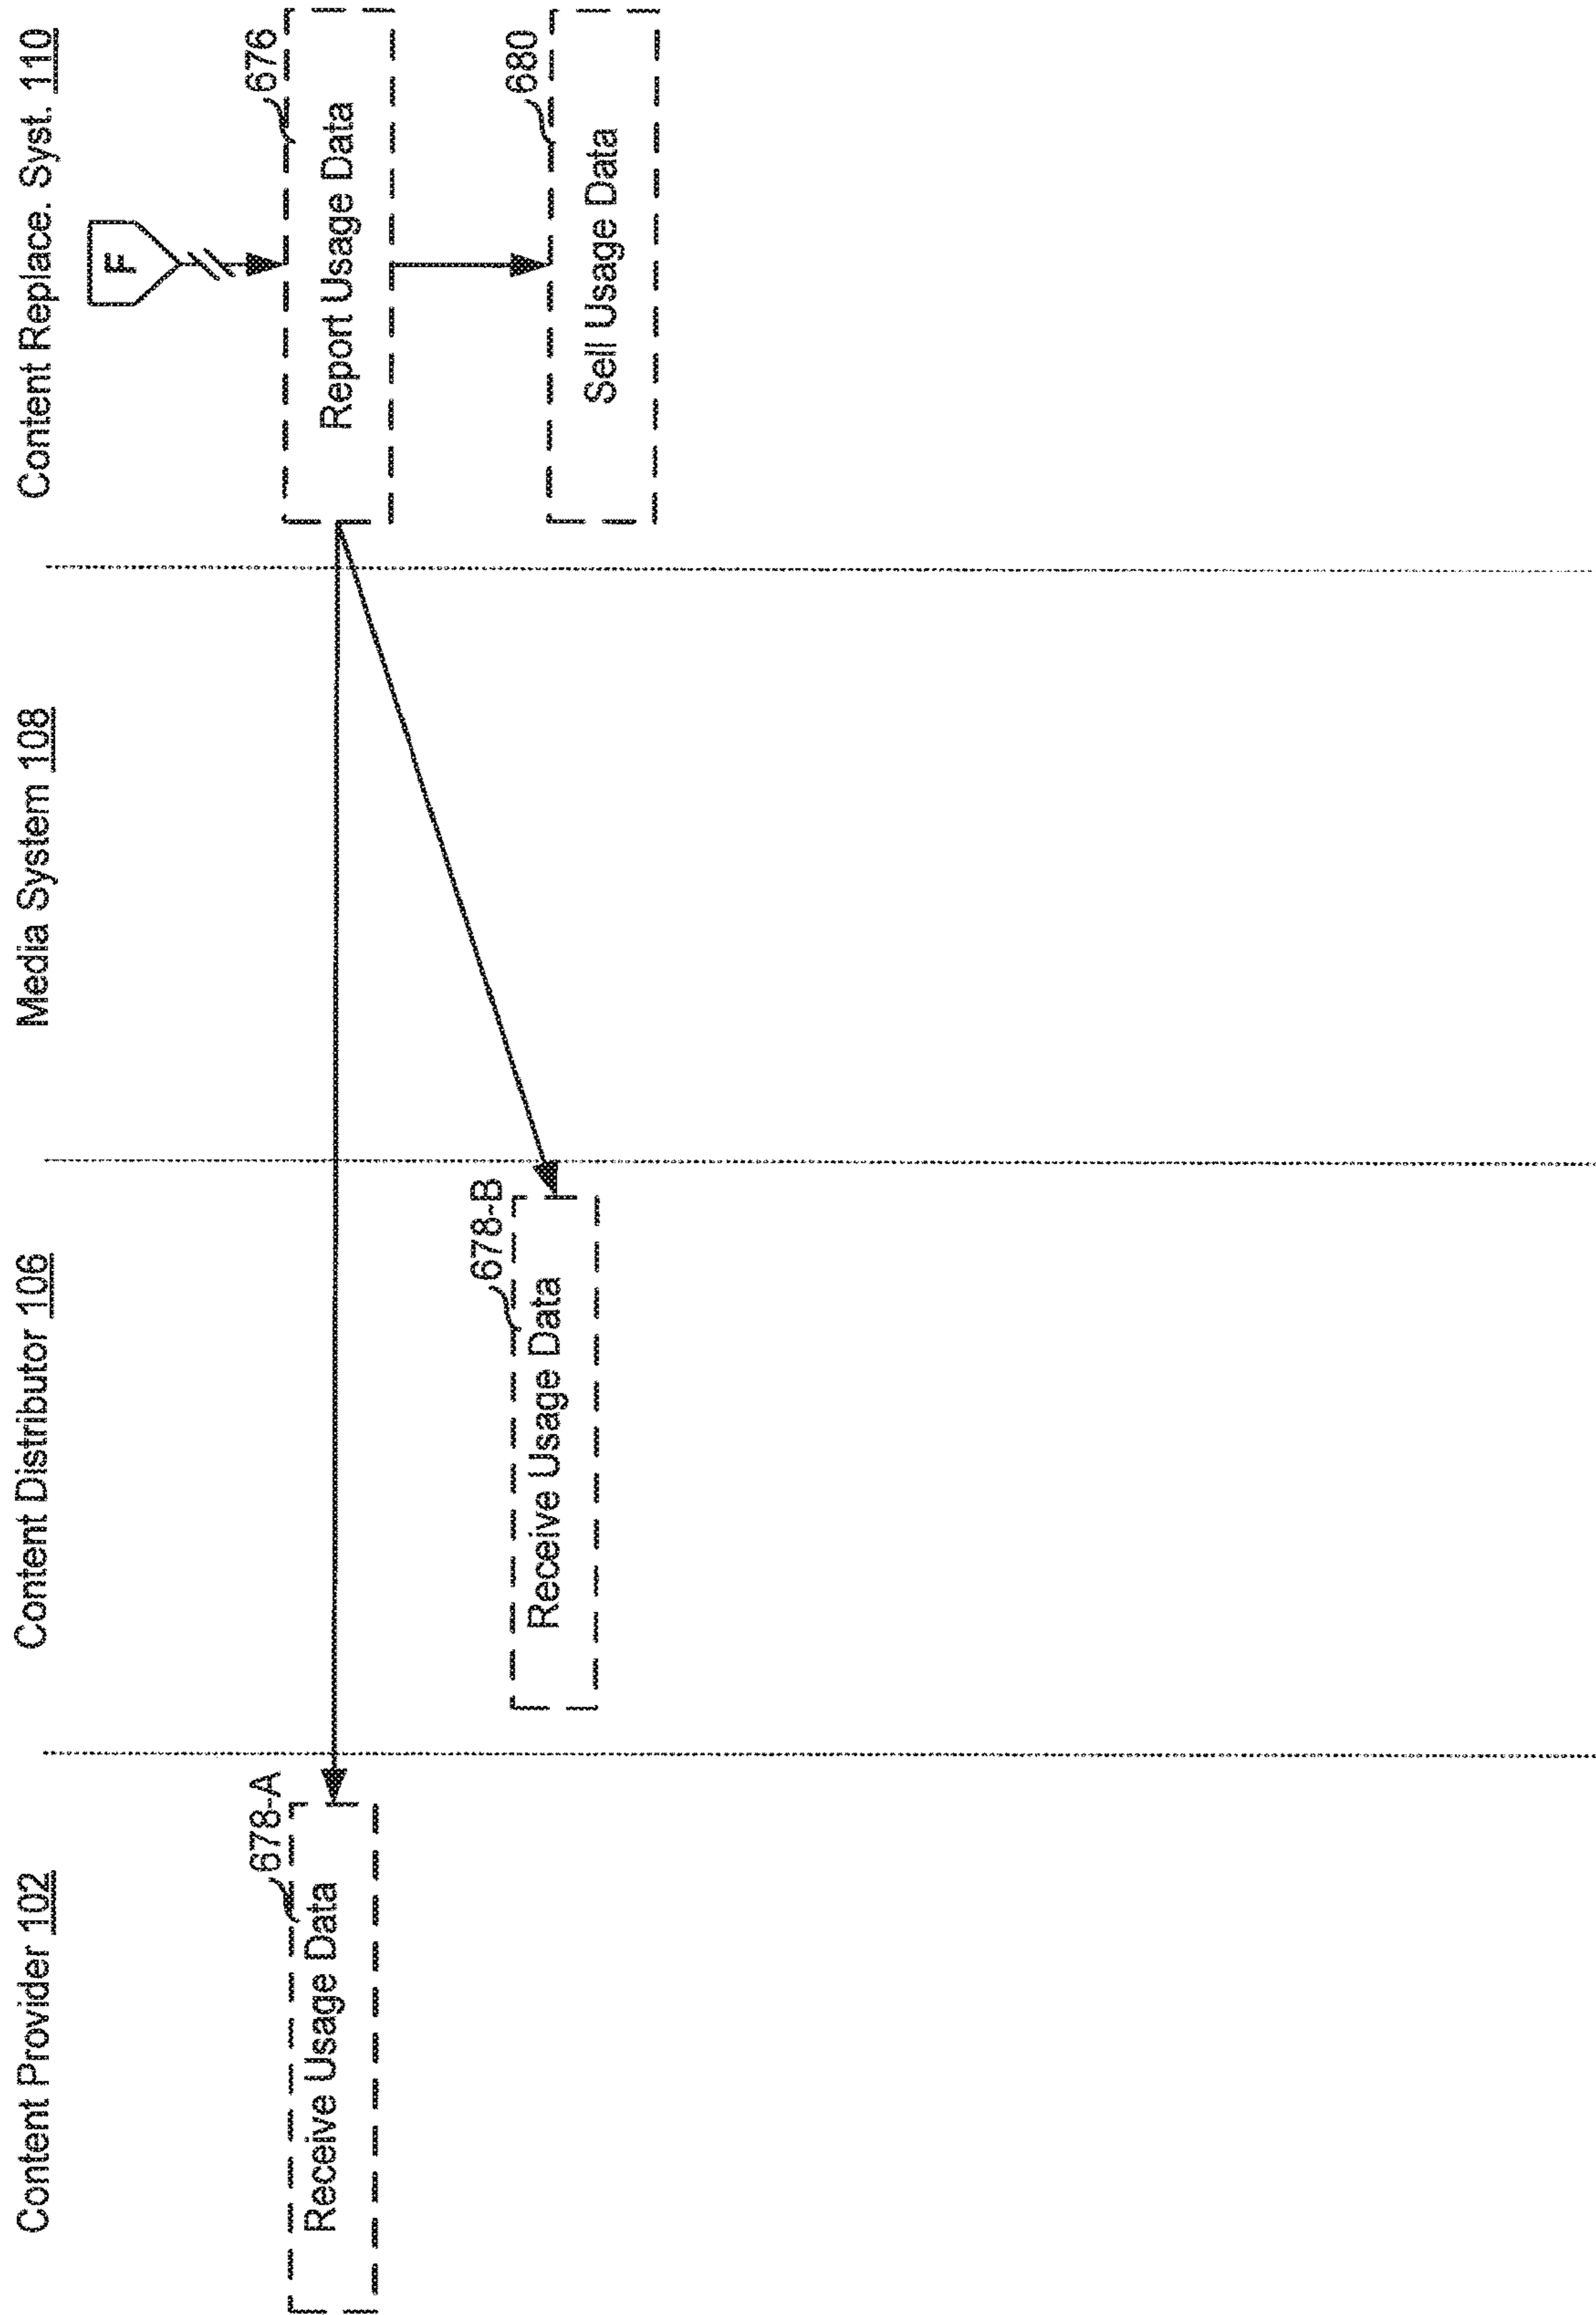 Content Provider 102
Content Distributor 106
Media System 108
Content Replace. Syst. 110
F
676
Report Usage Data
678-A
Receive Usage Data
678-B
Receive Usage Data
680
Sell Usage Data